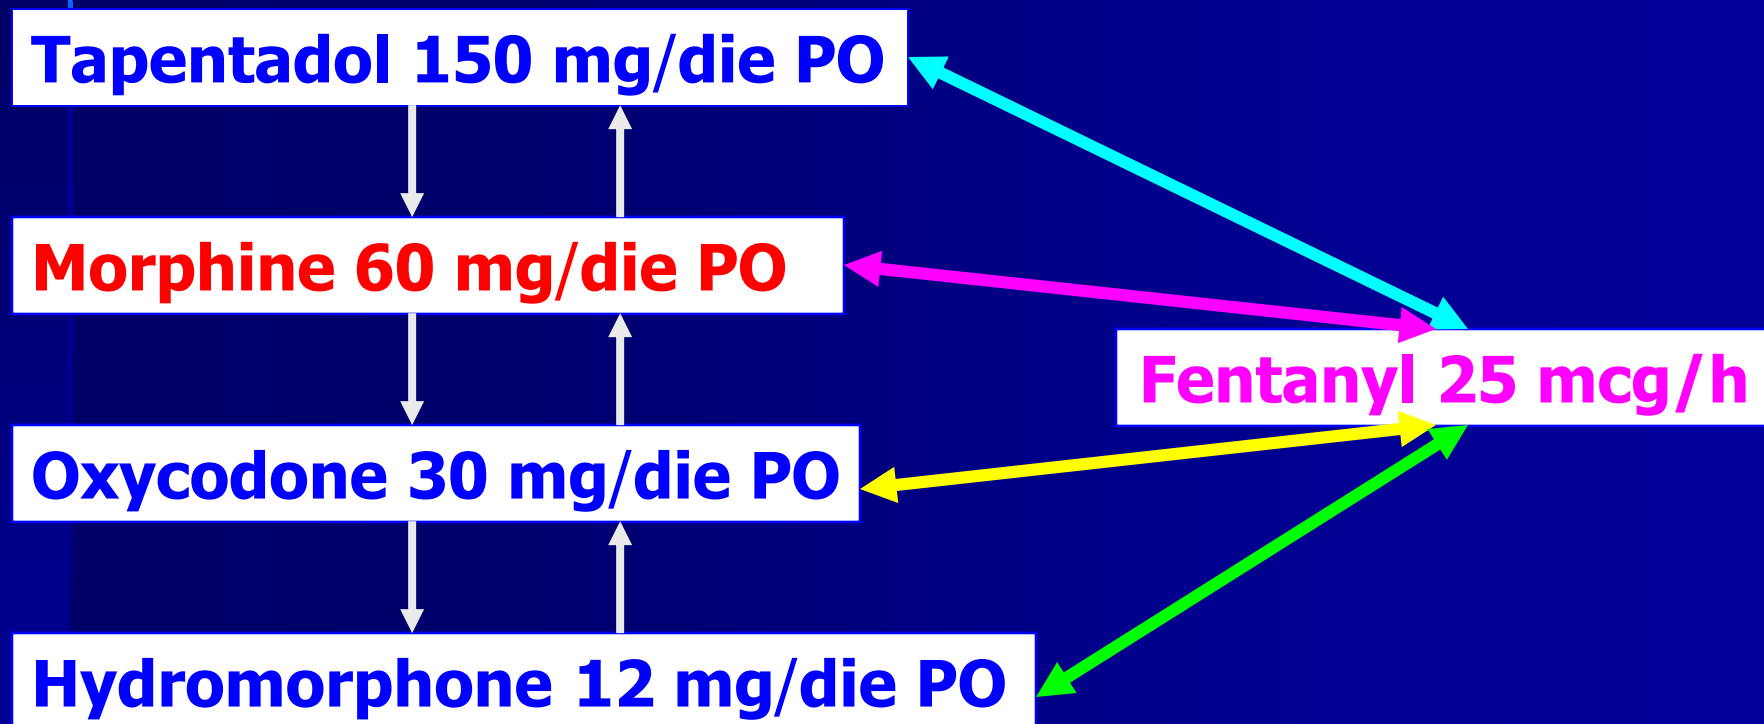 Tapentadol 150 mg/die PO
Morphine 60 mg/die PO
Fentanyl 25 mcg/h
Oxycodone 30 mg/die PO
Hydromorphone 12 mg/die PO